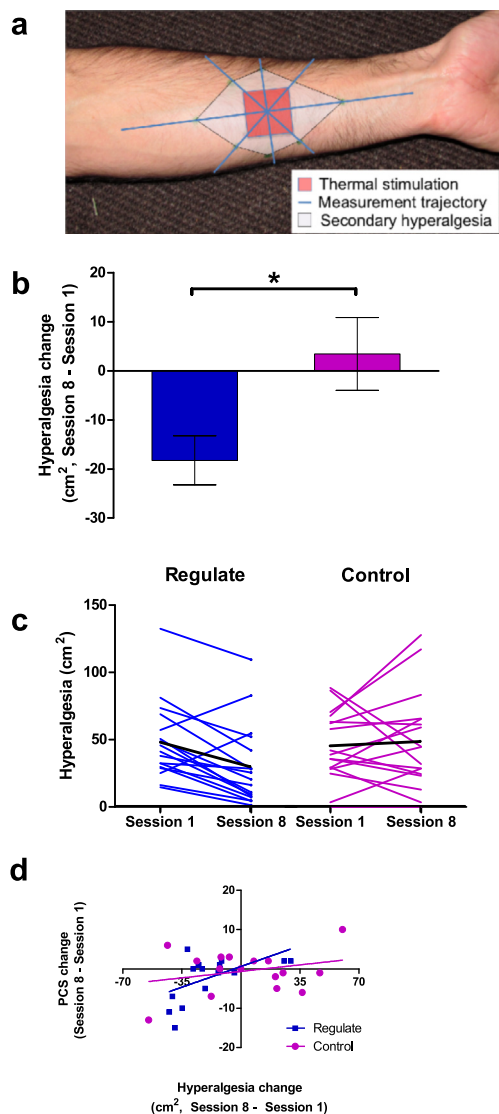 a
Thermal stimulation
Measurement trajectory
Secondary hyperalgesia
b
Hyperalgesia change
(cm², Session 8 - Session 1)
20
10
0
-10
-20
-30
*
Regulate
Control
c
Hyperalgesia (cm²)
150
100
50
0
Session 1
Session 8
Session 1
Session 8
d
PCS change
(Session 8 - Session 1)
20
10
-10
-20
-70
-35
0
35
70
Regulate
Control
Hyperalgesia change
(cm², Session 8 - Session 1)